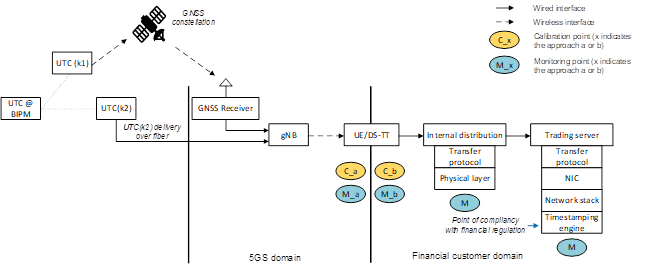 GNSS
constellation
Wired interface
Wireless interface
C_x
Calibration point (x indicates
the approach a or b)
M_x
Monitoring point (x indicates
the approach a or b)
UTC (k1)
UTC @
BIPM
UTC(k2)
UTC(k2) delivery
over fiber
GNSS Receiver
gNB
UE/DS-TT
Internal distribution
Trading server
Transfer
protocol
Physical layer
Transfer
protocol
NIC
Network stack
Timestamping
engine
C_a
C_b
M_a
M_b
M
Point of compliancy
with financial regulation
M
5GS domain
Financial customer domain